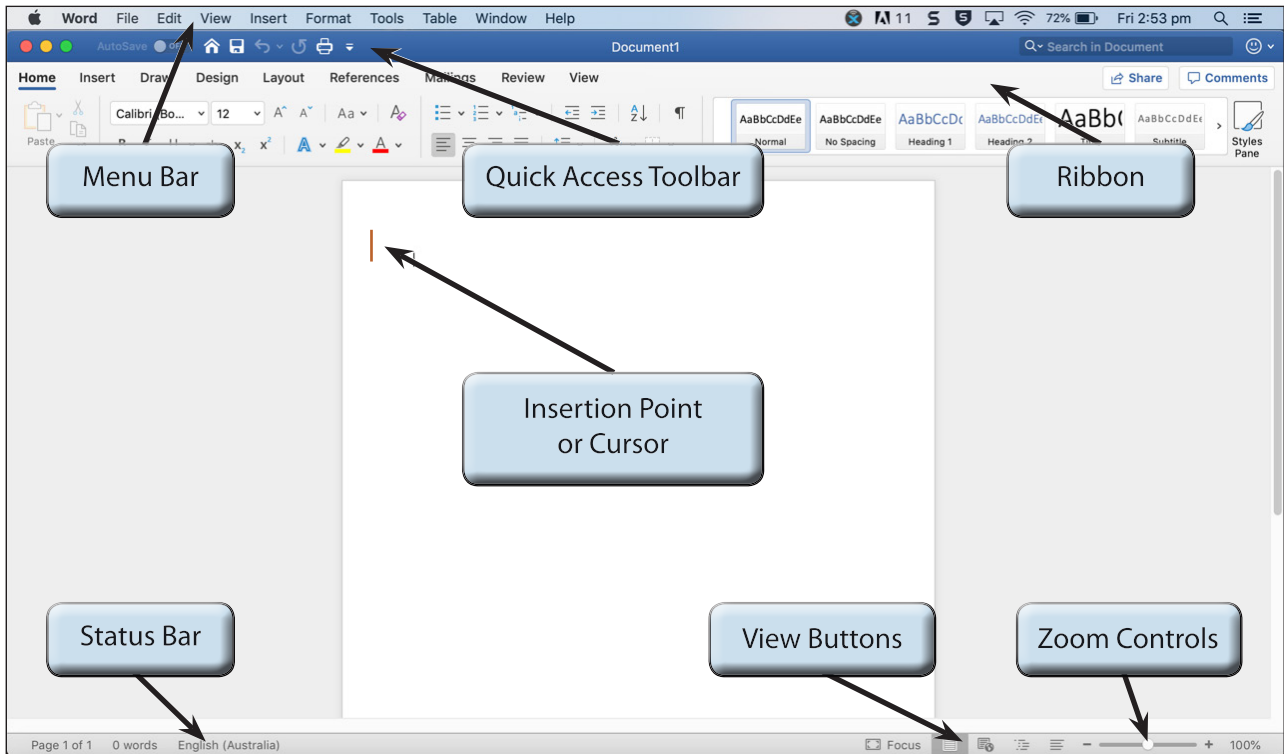 Word File Edit View Insert Format Tools Table Window Help 11 72% Fri 2:53 pm
AutoSave Document1 Search in Document
Home Insert Draw Design Layout References Mailings Review View Share Comments
Calibri (Bo... 12 A^ A˅ Aa A AaBbCcDdEe AaBbCcDdEe AaBbCcDc AaBbCcDdEe AaBb( AaBbCcDdEe
Paste x₂ x² A A Normal No Spacing Heading 1 Heading 2 Subtitle Styles
Pane
Menu Bar Quick Access Toolbar Ribbon
Insertion Point
or Cursor
Status Bar View Buttons Zoom Controls
Page 1 of 1 0 words English (Australia) Focus - + 100%